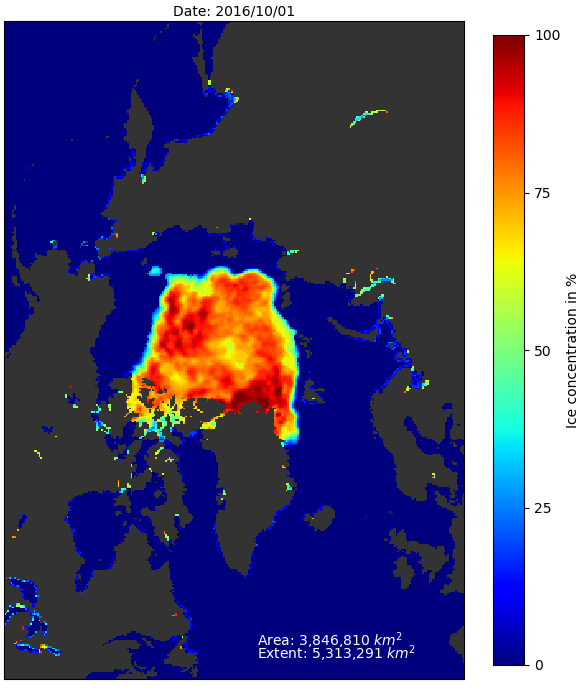 Date: 2016/10/01
100
75
50
25
0
Ice concentration in %
Area: 3,846,810 km²
Extent: 5,313,291 km²